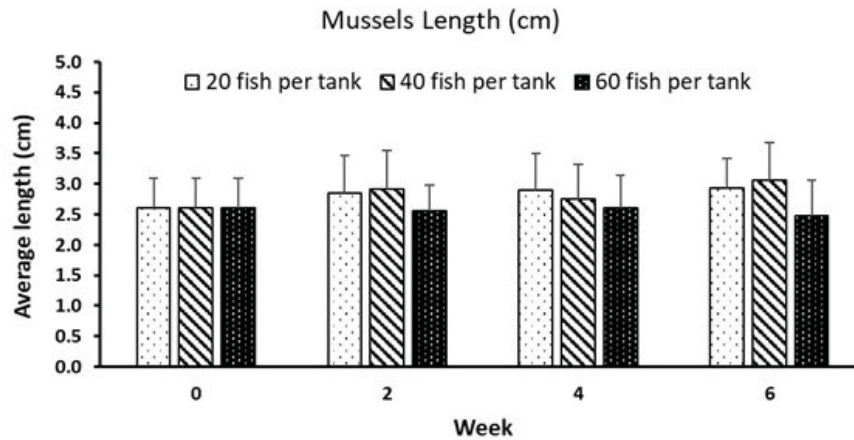 Mussels Length (cm)
20 fish per tank 40 fish per tank 60 fish per tank
Average length (cm)
5.0
4.5
4.0
3.5
3.0
2.5
2.0
1.5
1.0
0.5
0.0
0 2 4 6
Week